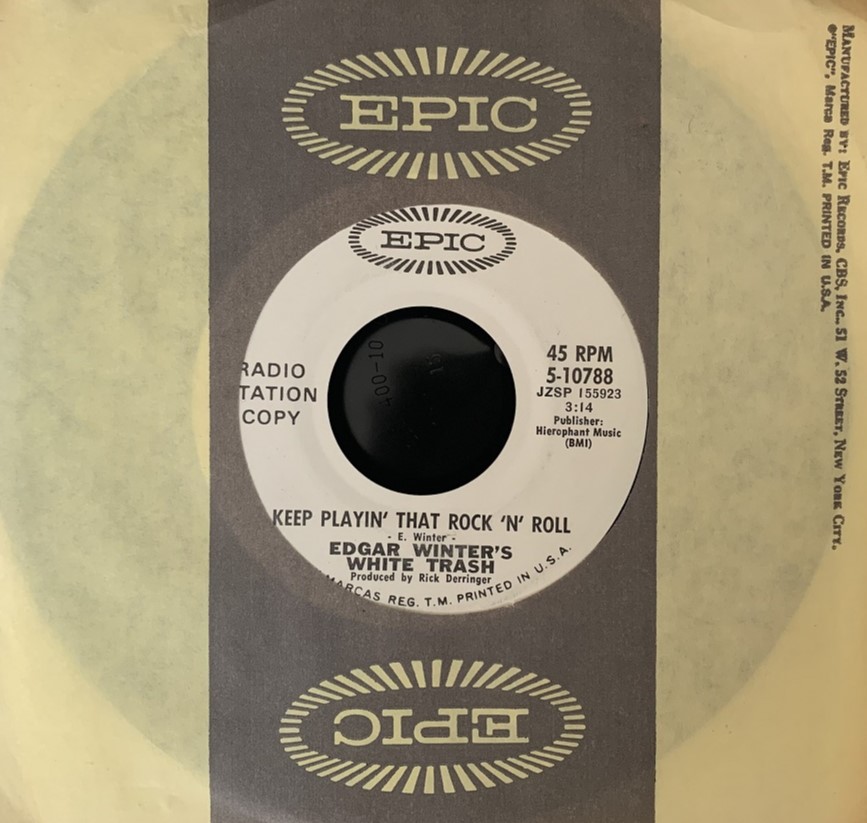 EPIC
EPIC
RADIO
TATION
COPY
45 RPM
5-10788
JZSP 155923
3:14
Publisher:
Hierophant Music
(BMI)
KEEP PLAYIN' THAT ROCK 'N' ROLL
- E. Winter -
EDGAR WINTER'S
WHITE TRASH
Produced by Rick Derringer
MARCAS REG. T.M. PRINTED IN U.S.A.
EPIC
MANUFACTURED BY: EPIC RECORDS, CBS, INC., 51 W. 52 STREET, NEW YORK CITY.
®"EPIC", Marca Reg. T.M. PRINTED IN U.S.A.
400-10